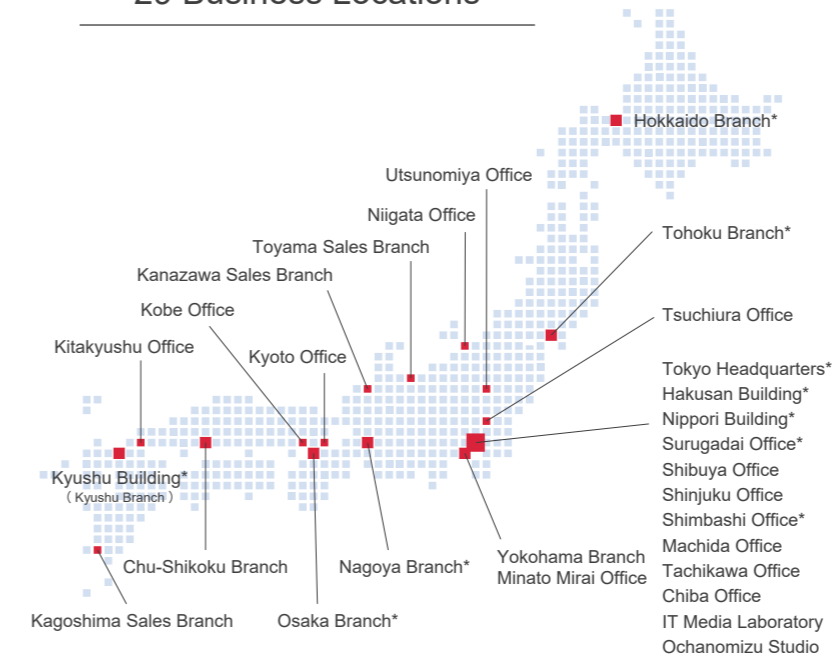 Business Locations
Hokkaido Branch*
Utsunomiya Office
Niigata Office
Tohoku Branch*
Toyama Sales Branch
Kanazawa Sales Branch
Kobe Office
Tsuchiura Office
Kitakyushu Office
Kyoto Office
Tokyo Headquarters*
Hakusan Building*
Nippori Building*
Surugadai Office*
Shibuya Office
Shinjuku Office
Shimbashi Office*
Machida Office
Tachikawa Office
Chiba Office
IT Media Laboratory
Ochanomizu Studio
Kyushu Building*
( Kyushu Branch )
Chu-Shikoku Branch
Nagoya Branch*
Yokohama Branch
Minato Mirai Office
Kagoshima Sales Branch
Osaka Branch*